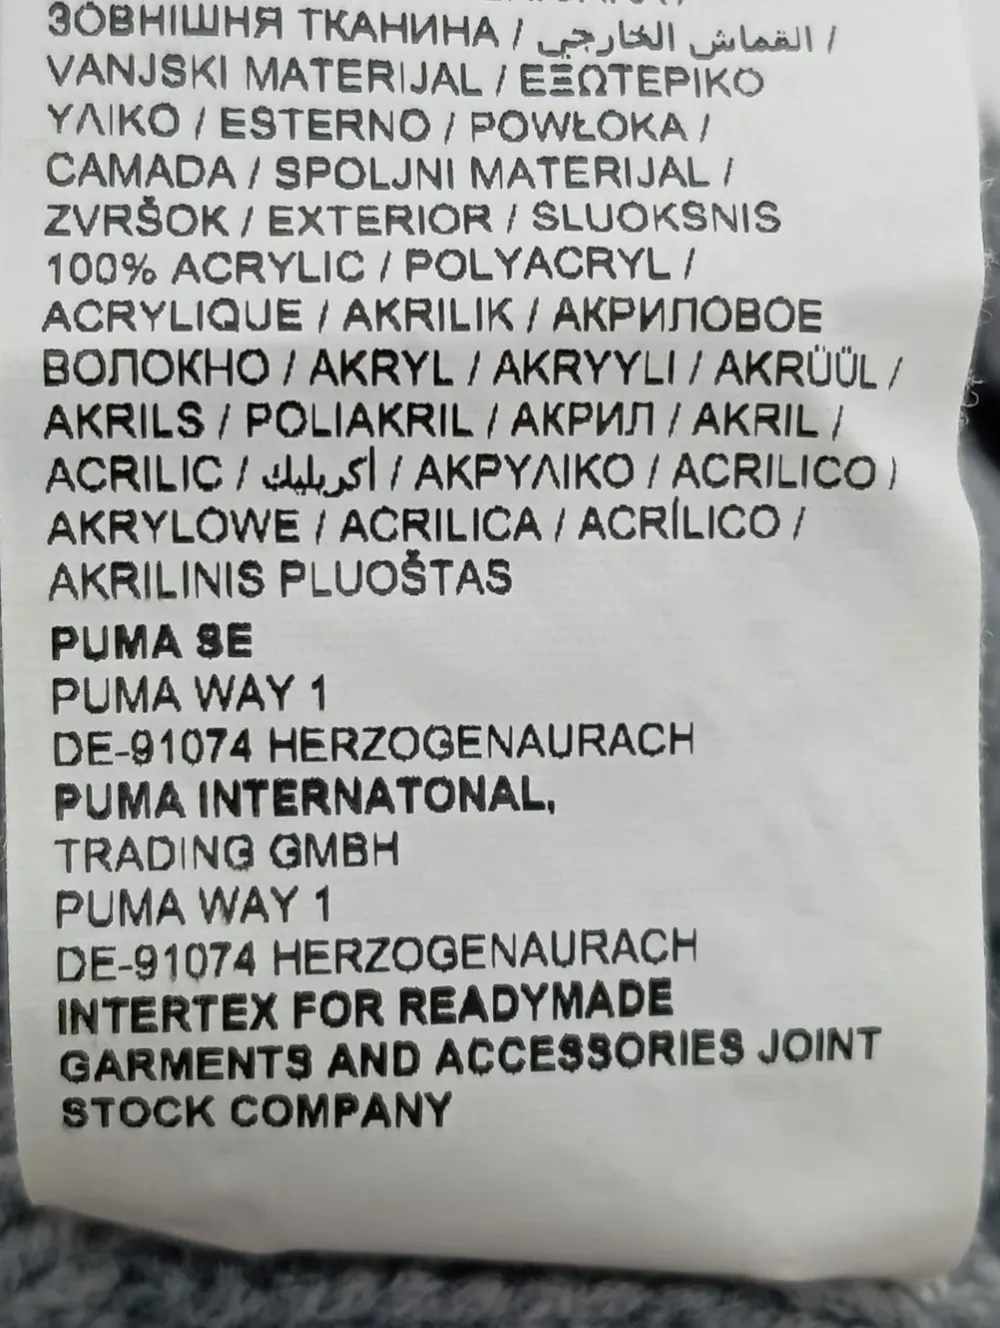 ЗОВНІШНЯ ТКАНИНА / القماش الخارجي /
VANJSKI MATERIJAL / ΕΞΩΤΕΡΙΚΟ
ΥΛΙΚΟ / ESTERNO / POWŁOKA /
CAMADA / SPOLJNI MATERIJAL /
ZVRŠOK / EXTERIOR / SLUOKSNIS
100% ACRYLIC / POLYACRYL /
ACRYLIQUE / AKRILIK / АКРИЛОВОЕ
ВОЛОКНО / AKRYL / AKRYYLI / AKRÜÜL /
AKRILS / POLIAKRIL / АКРИЛ / AKRIL /
ACRILIC / أكريليك / ΑΚΡΥΛΙΚΟ / ACRILICO /
AKRYLOWE / ACRILICA / ACRÍLICO /
AKRILINIS PLUOŠTAS
PUMA SE
PUMA WAY 1
DE-91074 HERZOGENAURACH
PUMA INTERNATONAL,
TRADING GMBH
PUMA WAY 1
DE-91074 HERZOGENAURACH
INTERTEX FOR READYMADE
GARMENTS AND ACCESSORIES JOINT
STOCK COMPANY